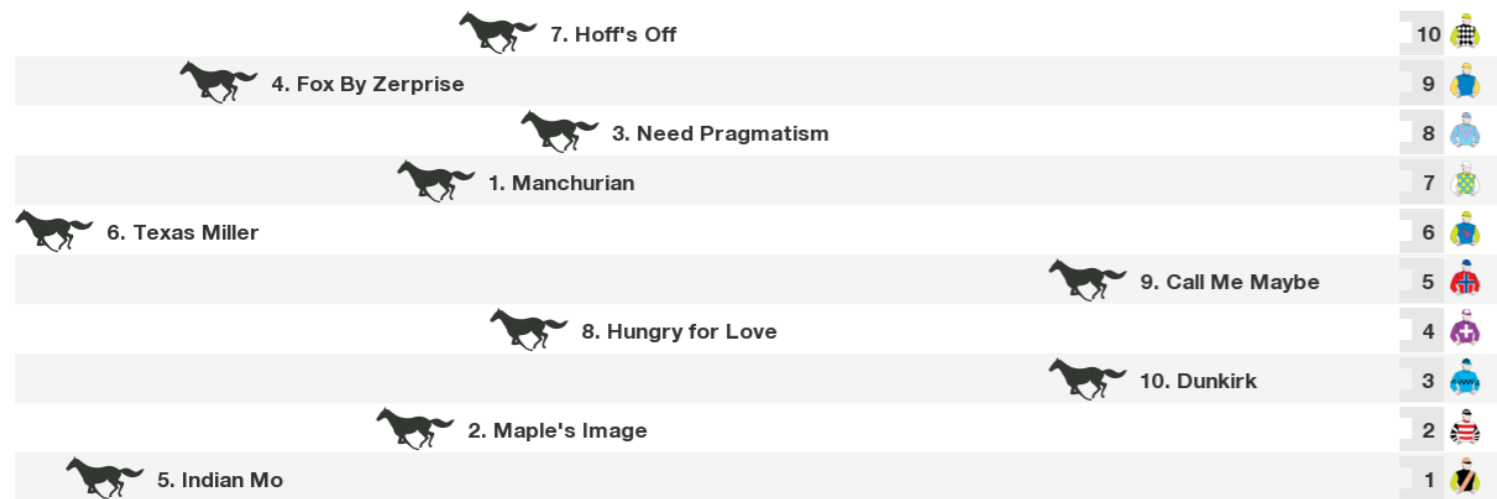 7. Hoff's Off 10
4. Fox By Zerprise 9
3. Need Pragmatism 8
1. Manchurian 7
6. Texas Miller 6
9. Call Me Maybe 5
8. Hungry for Love 4
10. Dunkirk 3
2. Maple's Image 2
5. Indian Mo 1